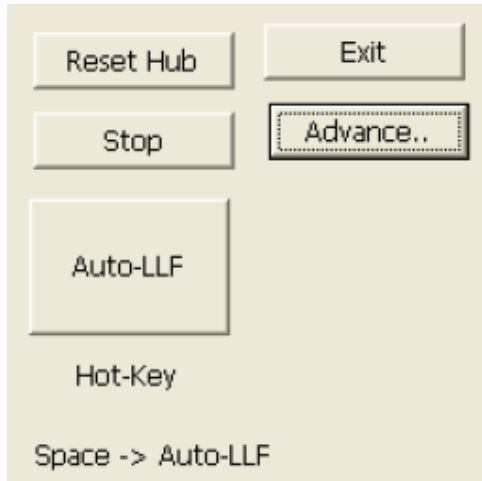 Reset Hub
Exit
Stop
Advance..
Auto-LLF
Hot-Key
Space -> Auto-LLF